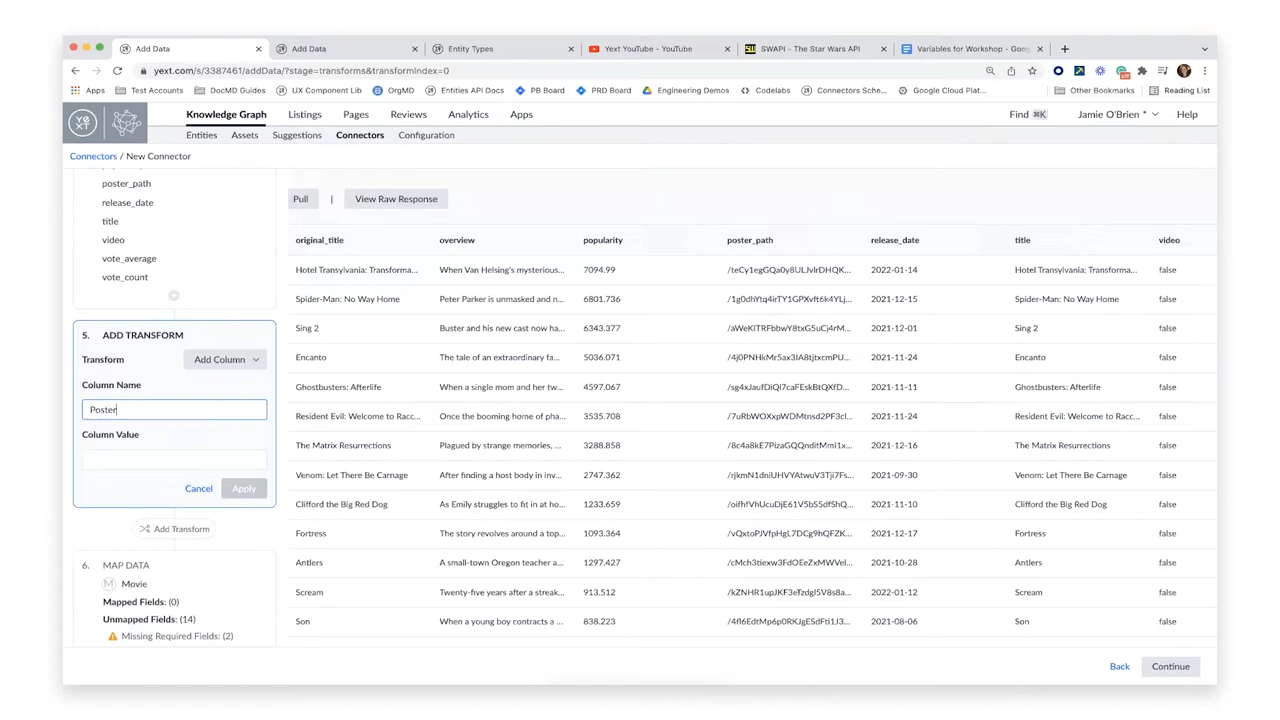 Add Data
Add Data
Entity Types
Yext YouTube - YouTube
SWAPI - The Star Wars API
Variables for Workshop - Goog
yext.com/s/3387461/addData/?stage=transforms&transformindex=0
Apps
Test Accounts
DocMD Guides
UX Component Lib
OrgMD
Entities API Docs
PB Board
PRD Board
Engineering Demos
Codelabs
Connectors Sche...
Google Cloud Plat...
Other Bookmarks
Reading List
yext
Knowledge Graph
Listings
Pages
Reviews
Analytics
Apps
Find ⌘K
Jamie O'Brien *
Help
Entities
Assets
Suggestions
Connectors
Configuration
Connectors / New Connector
poster_path
release_date
title
video
vote_average
vote_count
5. ADD TRANSFORM
Transform
Add Column
Column Name
Poster
Column Value
Cancel
Apply
Add Transform
6. MAP DATA
Movie
Mapped Fields: (0)
Unmapped Fields: (14)
Missing Required Fields: (2)
Pull | View Raw Response
original_title overview popularity poster_path release_date title video
Hotel Transylvania: Transforma... When Van Helsing's mysterious... 7094.99 2022-01-14 Hotel Transylvania: Transforma... false
Spider-Man: No Way Home Peter Parker is unmasked and n... 6801.736 2021-12-15 Spider-Man: No Way Home false
Sing 2 Buster and his new cast now ha... 6343.377 2021-12-01 Sing 2 false
Encanto The tale of an extraordinary fa... 5036.071 2021-11-24 Encanto false
Ghostbusters: Afterlife When a single mom and her tw... 4597.067 2021-11-11 Ghostbusters: Afterlife false
Resident Evil: Welcome to Racc... Once the booming home of pha... 3535.708 2021-11-24 Resident Evil: Welcome to Racc... false
The Matrix Resurrections Plagued by strange memories, ... 3288.858 2021-12-16 The Matrix Resurrections false
Venom: Let There Be Carnage After finding a host body in inv... 2747.362 2021-09-30 Venom: Let There Be Carnage false
Clifford the Big Red Dog As Emily struggles to fit in at ho... 1233.659 2021-11-10 Clifford the Big Red Dog false
Fortress The story revolves around a top... 1093.364 2021-12-17 Fortress false
Antlers A small-town Oregon teacher a... 1297.427 2021-10-28 Antlers false
Scream Twenty-five years after a streak... 913.512 2022-01-12 Scream false
Son When a young boy contracts a ... 838.223 2021-08-06 Son false
Back
Continue